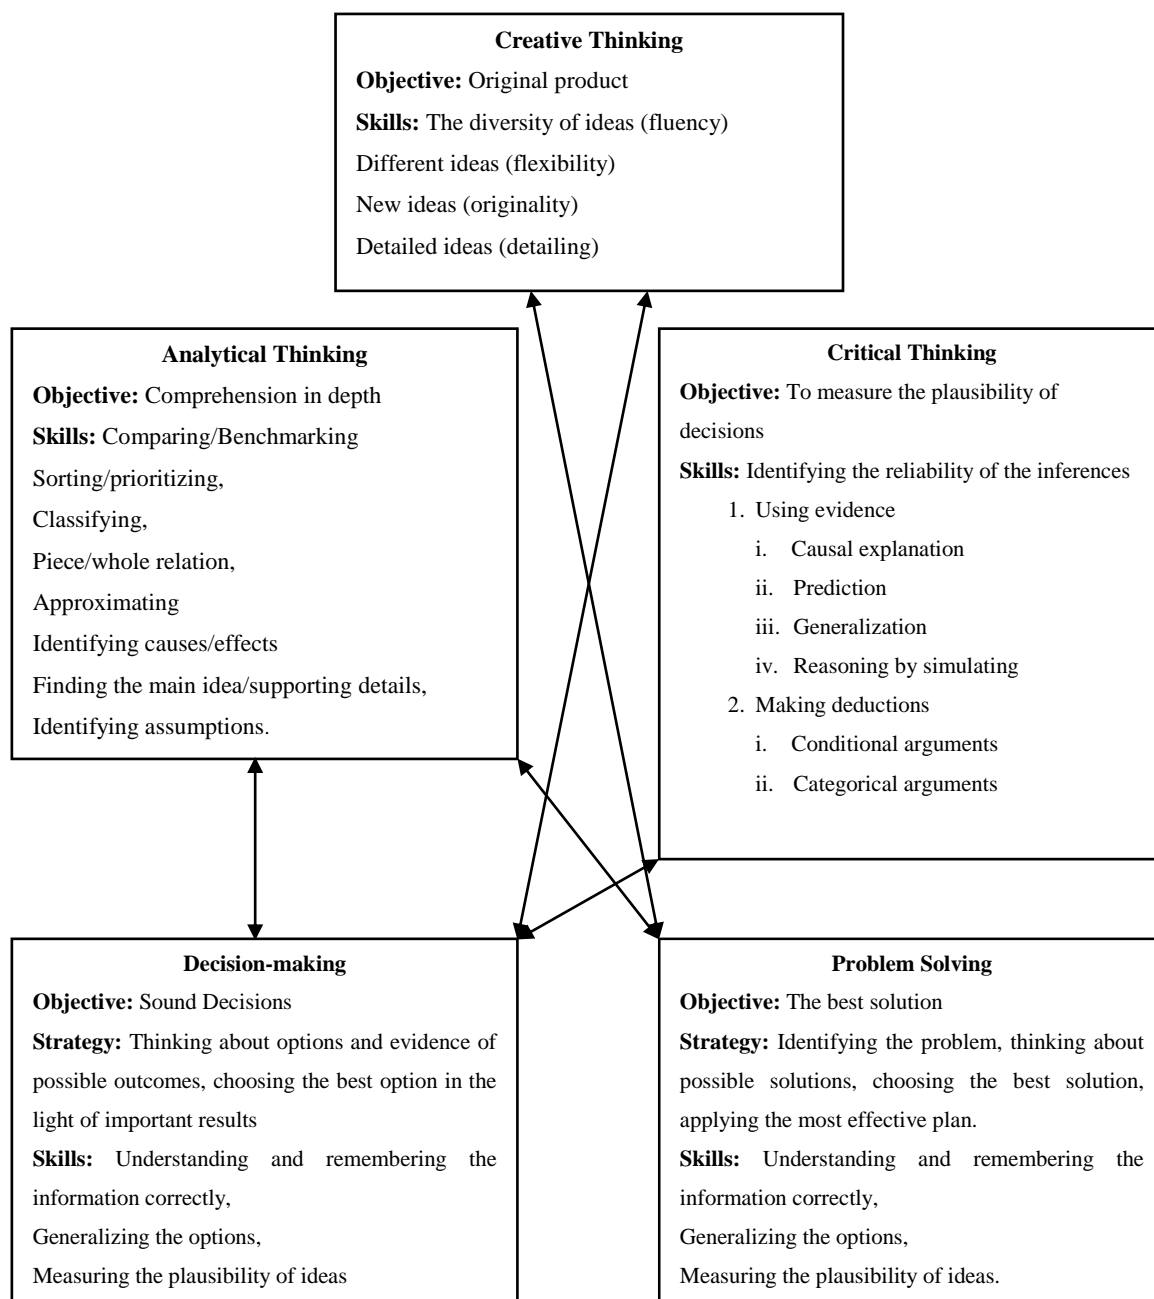 Creative Thinking
Objective: Original product
Skills: The diversity of ideas (fluency)
Different ideas (flexibility)
New ideas (originality)
Detailed ideas (detailing)
Analytical Thinking
Objective: Comprehension in depth
Skills: Comparing/Benchmarking
Sorting/prioritizing,
Classifying,
Piece/whole relation,
Approximating
Identifying causes/effects
Finding the main idea/supporting details,
Identifying assumptions.
Critical Thinking
Objective: To measure the plausibility of
decisions
Skills: Identifying the reliability of the inferences
1. Using evidence
i. Causal explanation
ii. Prediction
iii. Generalization
iv. Reasoning by simulating
2. Making deductions
i. Conditional arguments
ii. Categorical arguments
Decision-making
Objective: Sound Decisions
Strategy: Thinking about options and evidence of
possible outcomes, choosing the best option in the
light of important results
Skills: Understanding and remembering the
information correctly,
Generalizing the options,
Measuring the plausibility of ideas
Problem Solving
Objective: The best solution
Strategy: Identifying the problem, thinking about
possible solutions, choosing the best solution,
applying the most effective plan.
Skills: Understanding and remembering the
information correctly,
Generalizing the options,
Measuring the plausibility of ideas.